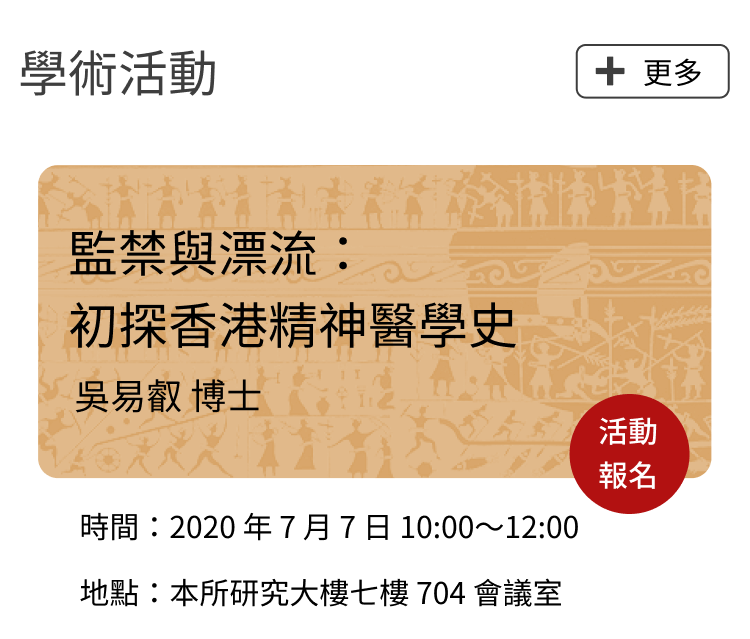 學術活動
+ 更多
監禁與漂流：
初探香港精神醫學史
吳易叡 博士
活動
報名
時間：2020 年 7 月 7 日 10:00～12:00
地點：本所研究大樓七樓 704 會議室